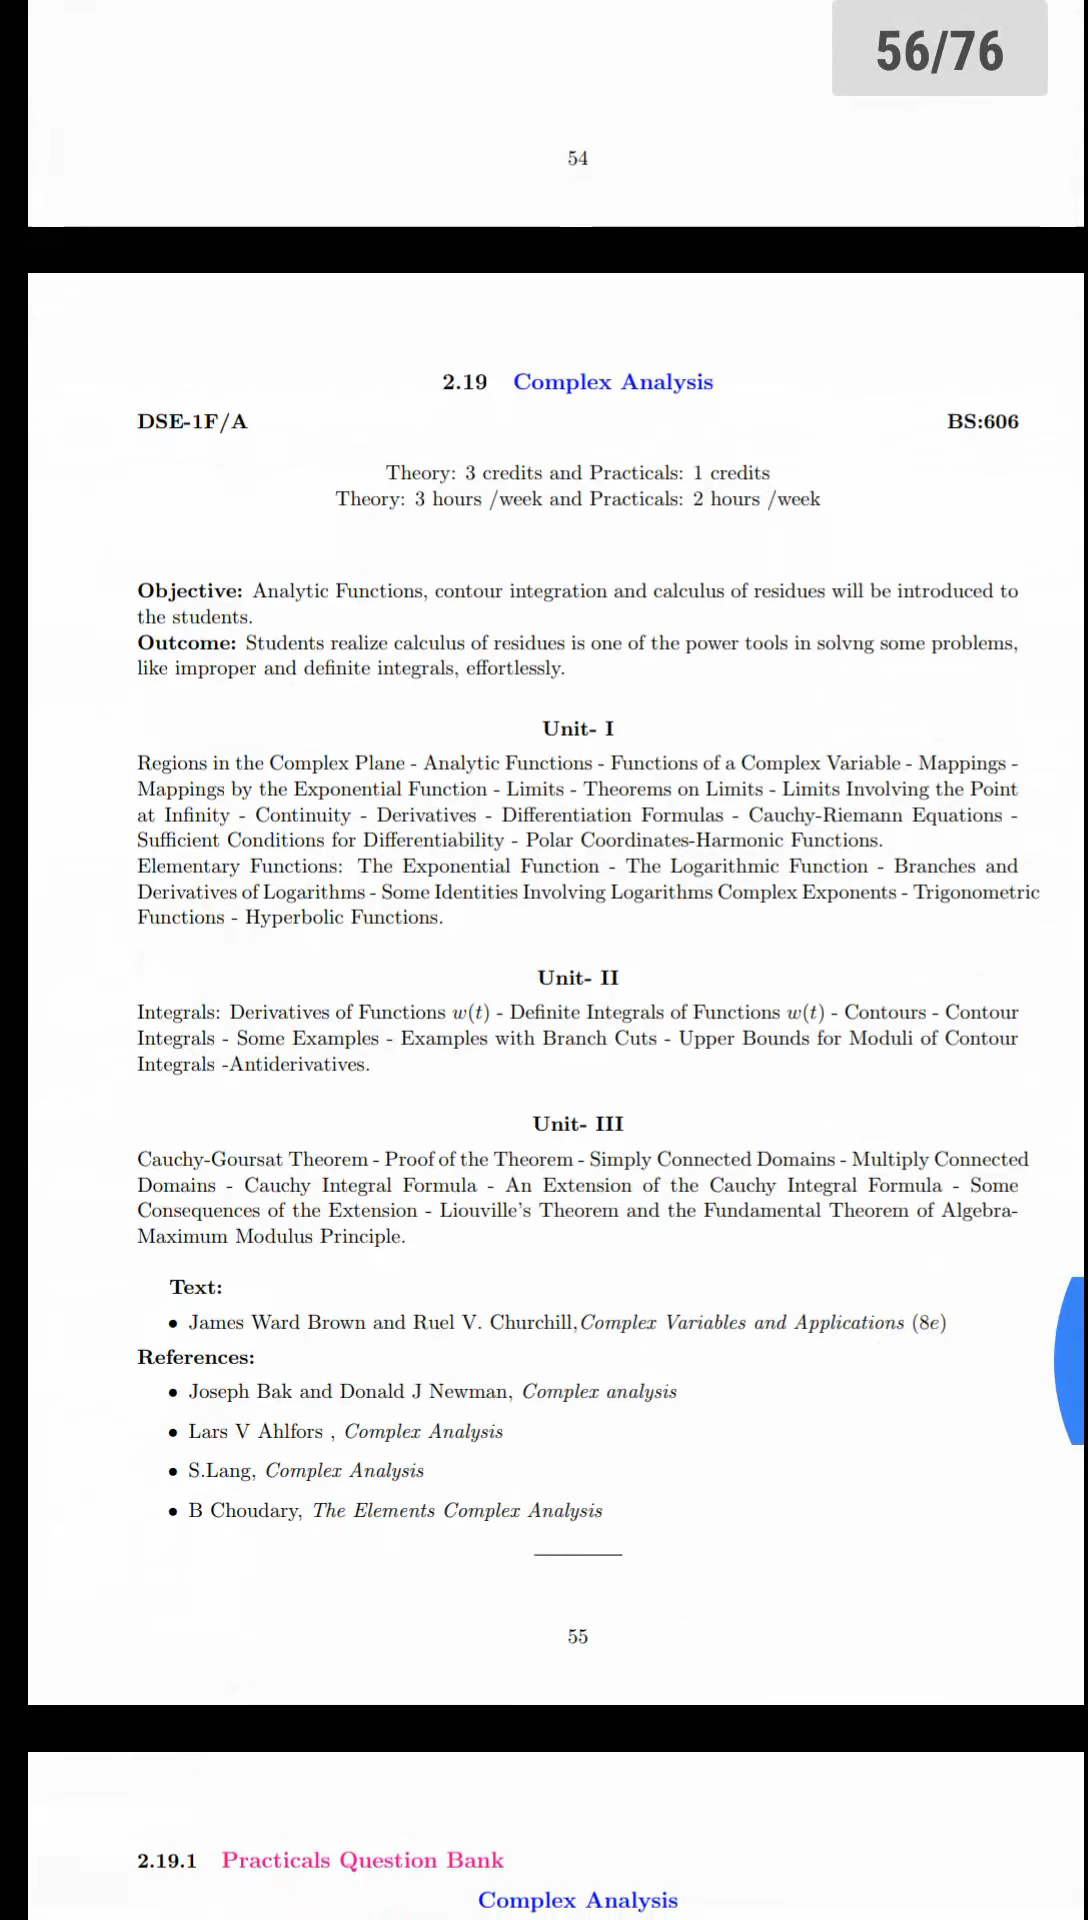 56/76
54
2.19 Complex Analysis
DSE-1F/A BS:606
Theory: 3 credits and Practicals: 1 credits
Theory: 3 hours /week and Practicals: 2 hours /week
Objective: Analytic Functions, contour integration and calculus of residues will be introduced to
the students.
Outcome: Students realize calculus of residues is one of the power tools in solvng some problems,
like improper and definite integrals, effortlessly.
Unit- I
Regions in the Complex Plane - Analytic Functions - Functions of a Complex Variable - Mappings -
Mappings by the Exponential Function - Limits - Theorems on Limits - Limits Involving the Point
at Infinity - Continuity - Derivatives - Differentiation Formulas - Cauchy-Riemann Equations -
Sufficient Conditions for Differentiability - Polar Coordinates-Harmonic Functions.
Elementary Functions: The Exponential Function - The Logarithmic Function - Branches and
Derivatives of Logarithms - Some Identities Involving Logarithms Complex Exponents - Trigonometric
Functions - Hyperbolic Functions.
Unit- II
Integrals: Derivatives of Functions w(t) - Definite Integrals of Functions w(t) - Contours - Contour
Integrals - Some Examples - Examples with Branch Cuts - Upper Bounds for Moduli of Contour
Integrals -Antiderivatives.
Unit- III
Cauchy-Goursat Theorem - Proof of the Theorem - Simply Connected Domains - Multiply Connected
Domains - Cauchy Integral Formula - An Extension of the Cauchy Integral Formula - Some
Consequences of the Extension - Liouville's Theorem and the Fundamental Theorem of Algebra-
Maximum Modulus Principle.
Text:
• James Ward Brown and Ruel V. Churchill,Complex Variables and Applications (8e)
References:
• Joseph Bak and Donald J Newman, Complex analysis
• Lars V Ahlfors , Complex Analysis
• S.Lang, Complex Analysis
• B Choudary, The Elements Complex Analysis
55
2.19.1 Practicals Question Bank
Complex Analysis